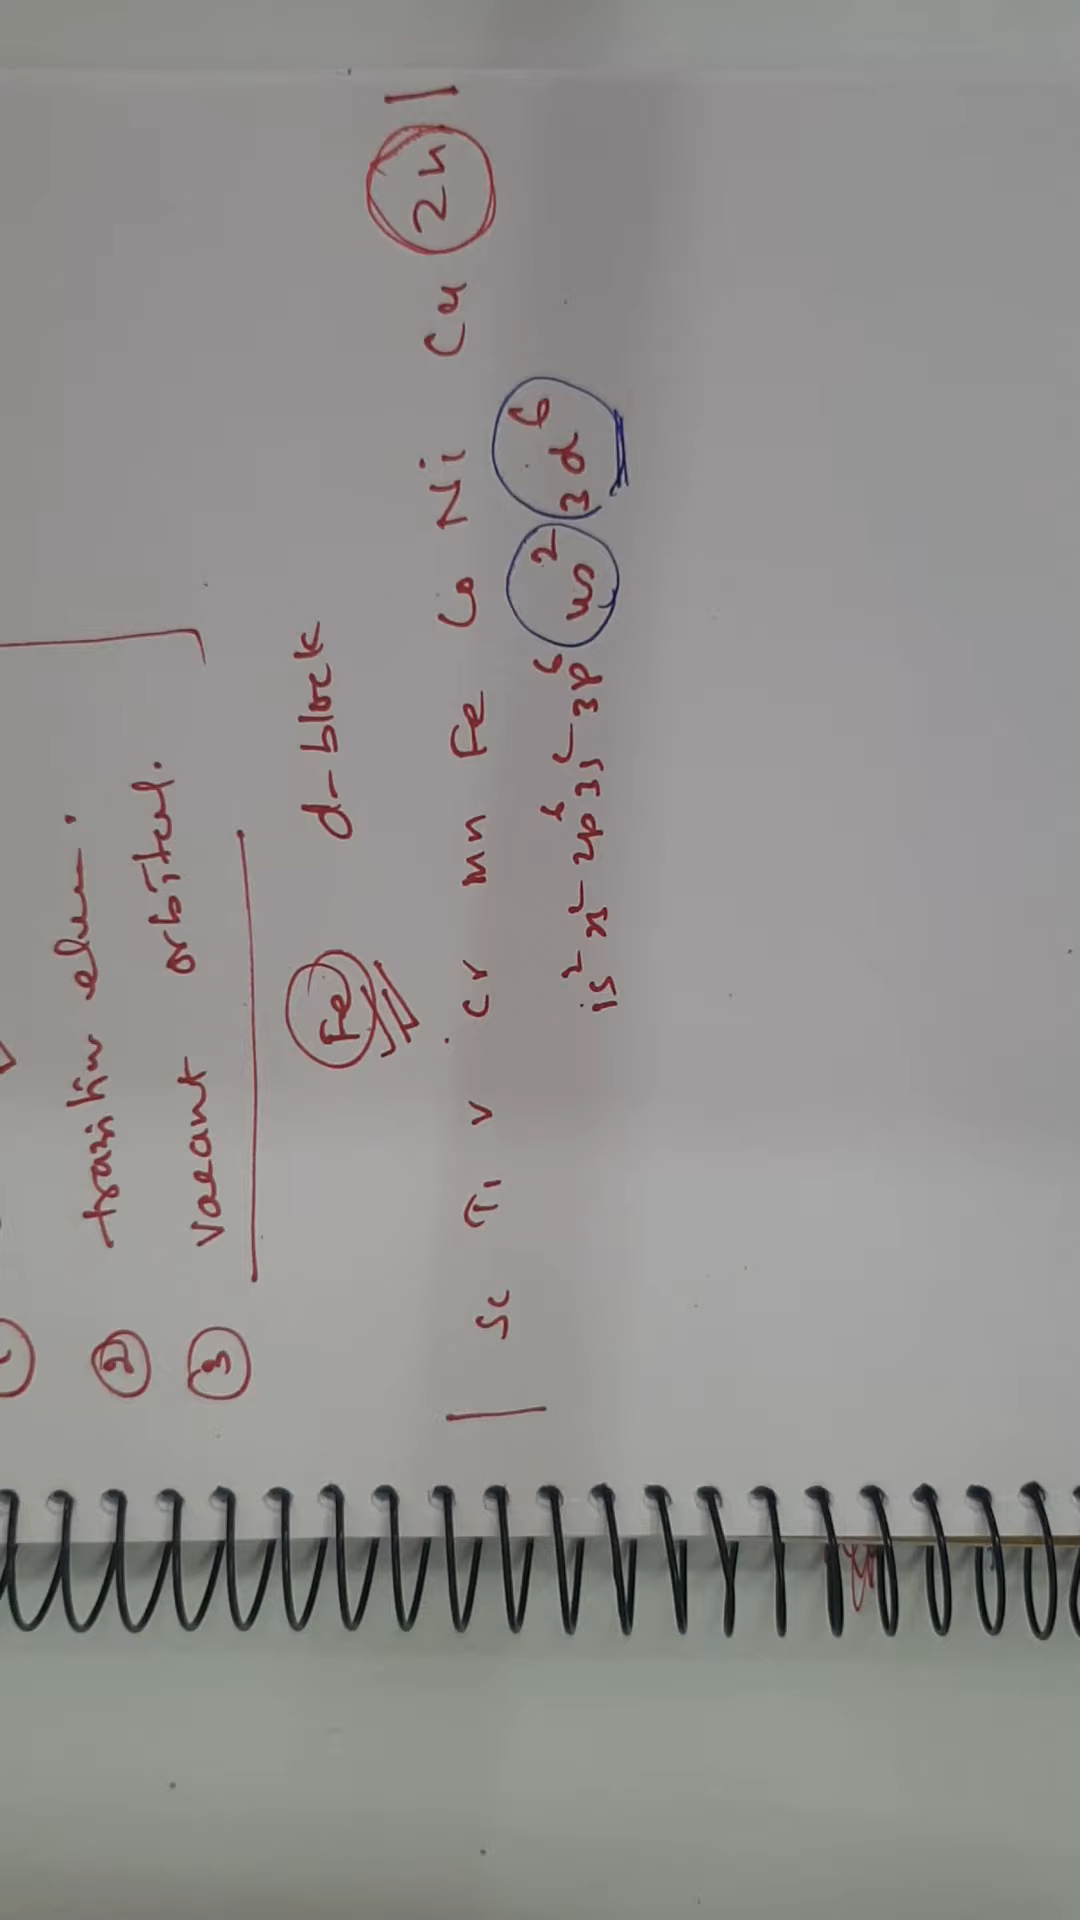 ② transition elem.
③ vacant orbital.
Fe d-block
Sc Ti V Cr Mn Fe Co Ni Cu Zn
1s² 2s² 2p⁶ 3s² 3p⁶ 4s² 3d⁶